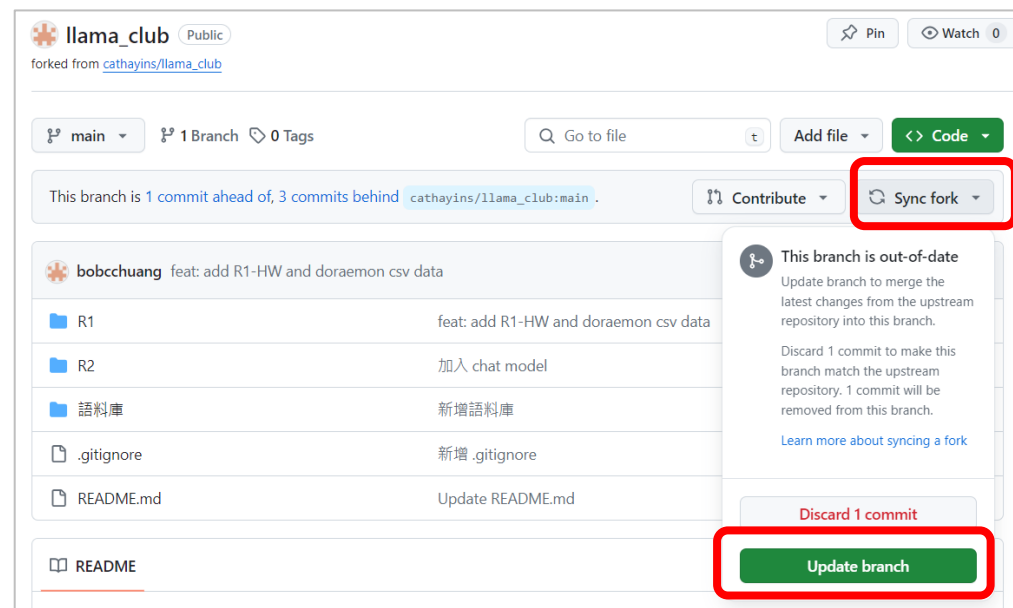 llama_club Public
Pin
Watch 0
forked from cathayins/llama_club
main
1 Branch
0 Tags
Go to file
t
Add file
Code
This branch is 1 commit ahead of, 3 commits behind cathayins/llama_club:main .
Contribute
Sync fork
bobcchuang feat: add R1-HW and doraemon csv data
R1 feat: add R1-HW and doraemon csv data
R2 加入 chat model
語料庫 新增語料庫
.gitignore 新增 .gitignore
README.md Update README.md
README
This branch is out-of-date
Update branch to merge the
latest changes from the upstream
repository into this branch.
Discard 1 commit to make this
branch match the upstream
repository. 1 commit will be
removed from this branch.
Learn more about syncing a fork
Discard 1 commit
Update branch